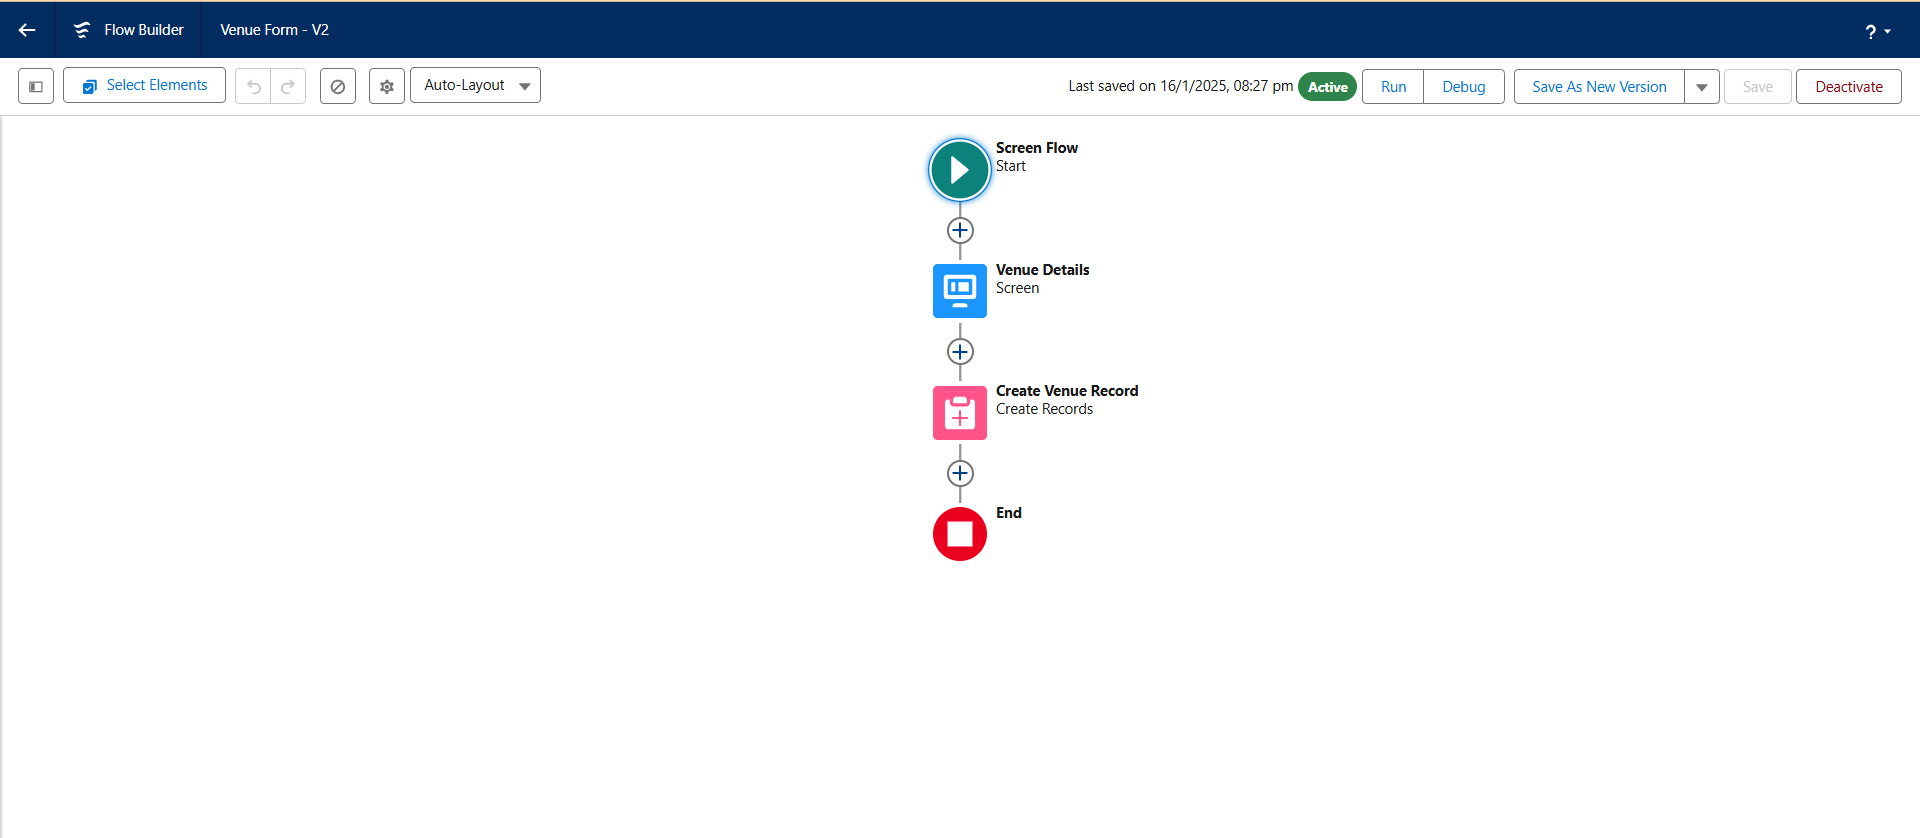 Flow Builder
Venue Form - V2
?
Select Elements
Auto-Layout
Last saved on 16/1/2025, 08:27 pm
Active
Run
Debug
Save As New Version
Save
Deactivate
Screen Flow
Start
Venue Details
Screen
Create Venue Record
Create Records
End